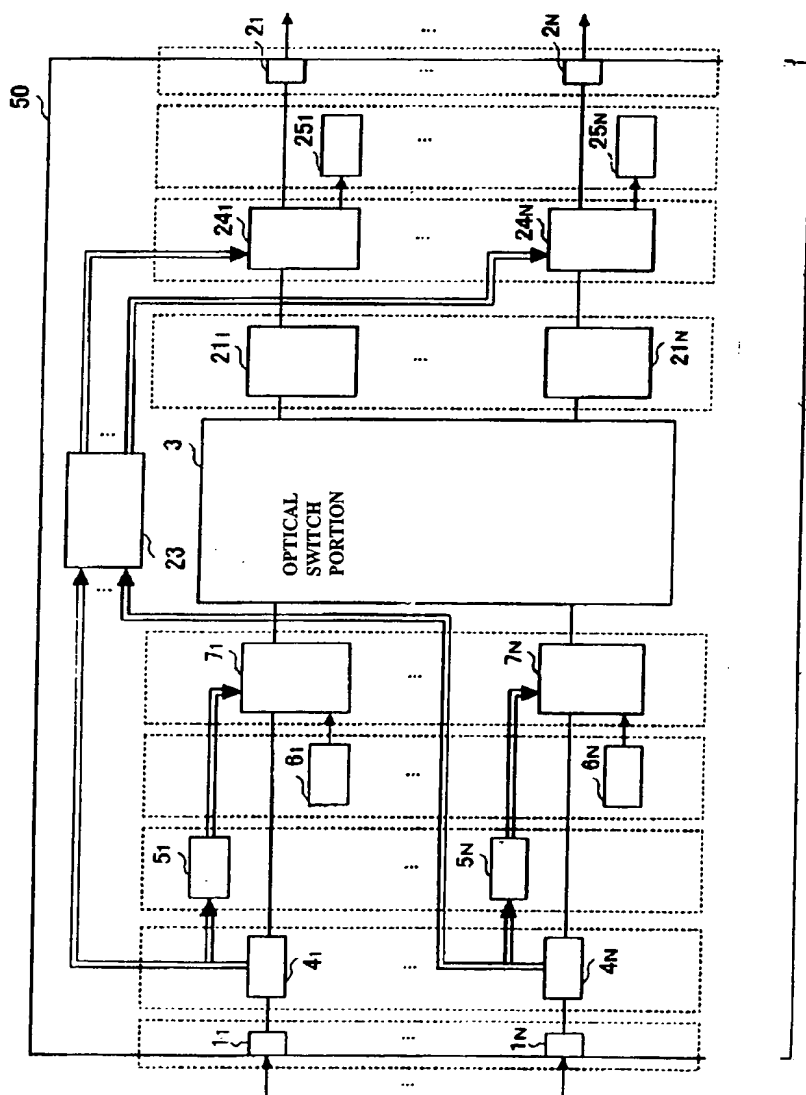 50
2₁
2N
25₁
25N
24₁
24N
21₁
21N
23
3
OPTICAL
SWITCH
PORTION
7₁
7N
6₁
6N
5₁
5N
4₁
4N
1₁
1N